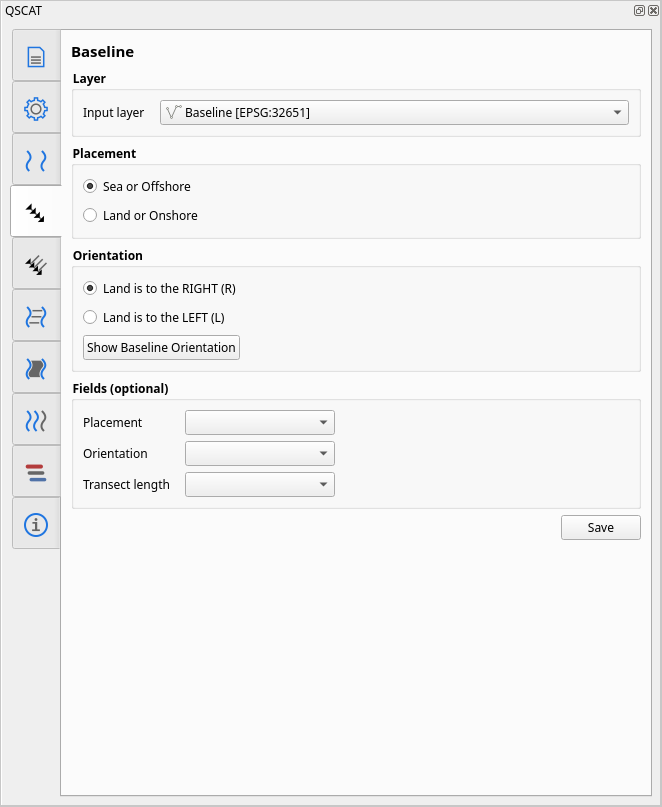 QSCAT
Baseline
Layer
Input layer Baseline [EPSG:32651]
Placement
Sea or Offshore
Land or Onshore
Orientation
Land is to the RIGHT (R)
Land is to the LEFT (L)
Show Baseline Orientation
Fields (optional)
Placement
Orientation
Transect length
Save